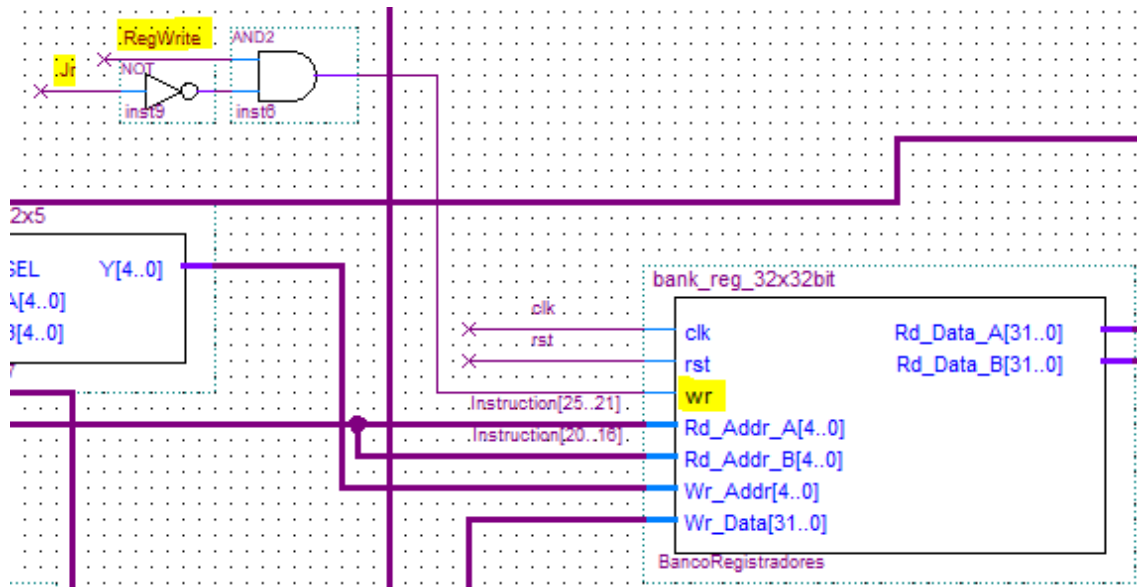 RegWrite
AND2
Jr
NOT
inst9
inst6
2x5
SEL
Y[4..0]
A[4..0]
B[4..0]
bank_reg_32x32bit
clk
rst
clk
rst
wr
Rd_Data_A[31..0]
Rd_Data_B[31..0]
Instruction[25..21]
Instruction[20..16]
Rd_Addr_A[4..0]
Rd_Addr_B[4..0]
Wr_Addr[4..0]
Wr_Data[31..0]
BancoRegistradores